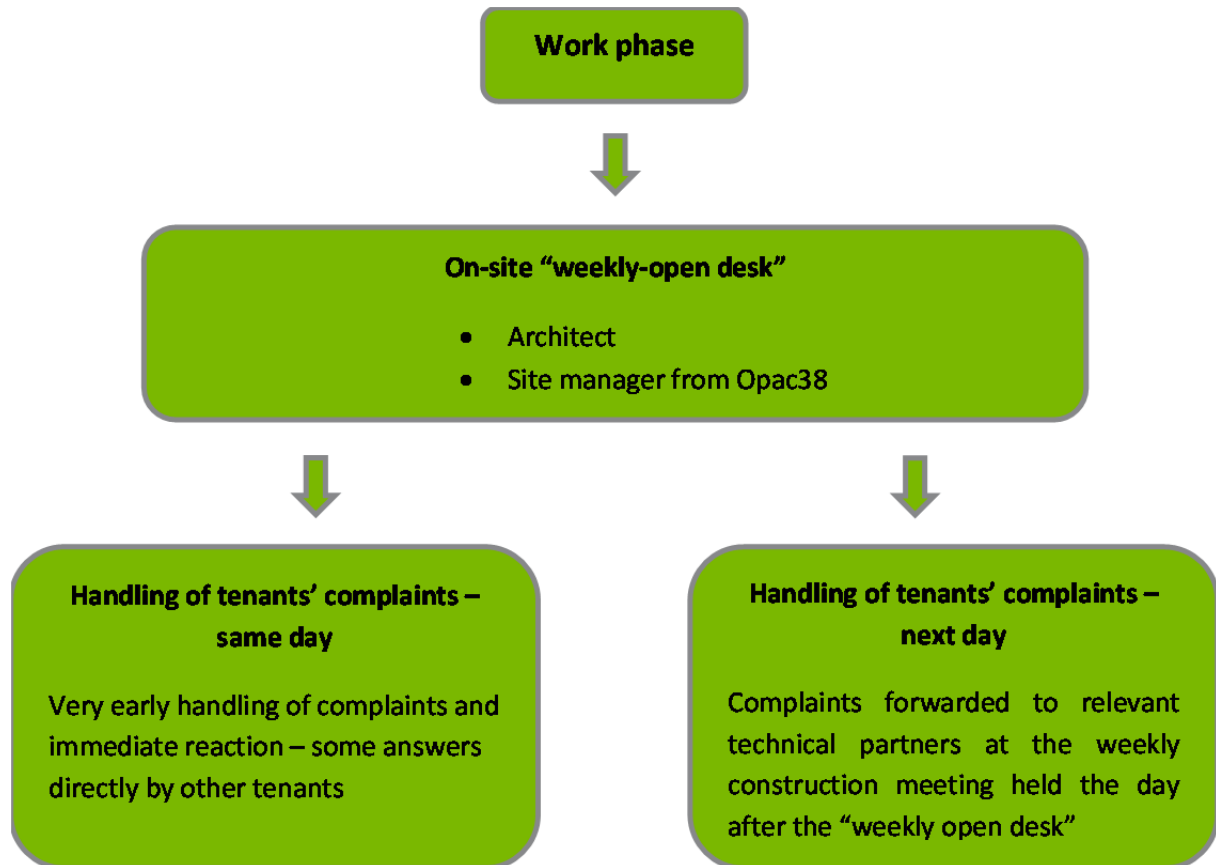 Work phase
On-site “weekly-open desk”
• Architect
• Site manager from Opac38
Handling of tenants’ complaints –
same day
Very early handling of complaints and
immediate reaction – some answers
directly by other tenants
Handling of tenants’ complaints –
next day
Complaints forwarded to relevant
technical partners at the weekly
construction meeting held the day
after the “weekly open desk”